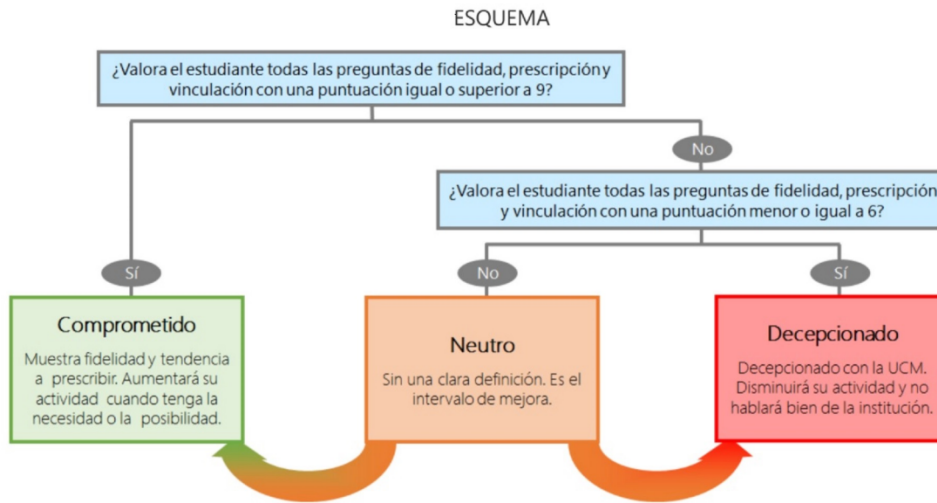 ESQUEMA
¿Valora el estudiante todas las preguntas de fidelidad, prescripción y
vinculación con una puntuación igual o superior a 9?
No
¿Valora el estudiante todas las preguntas de fidelidad, prescripción
y vinculación con una puntuación menor o igual a 6?
Sí
No
Sí
Comprometido
Muestra fidelidad y tendencia
a prescribir. Aumentará su
actividad cuando tenga la
necesidad o la posibilidad.
Neutro
Sin una clara definición. Es el
intervalo de mejora.
Decepcionado
Decepcionado con la UCM.
Disminuirá su actividad y no
hablará bien de la institución.